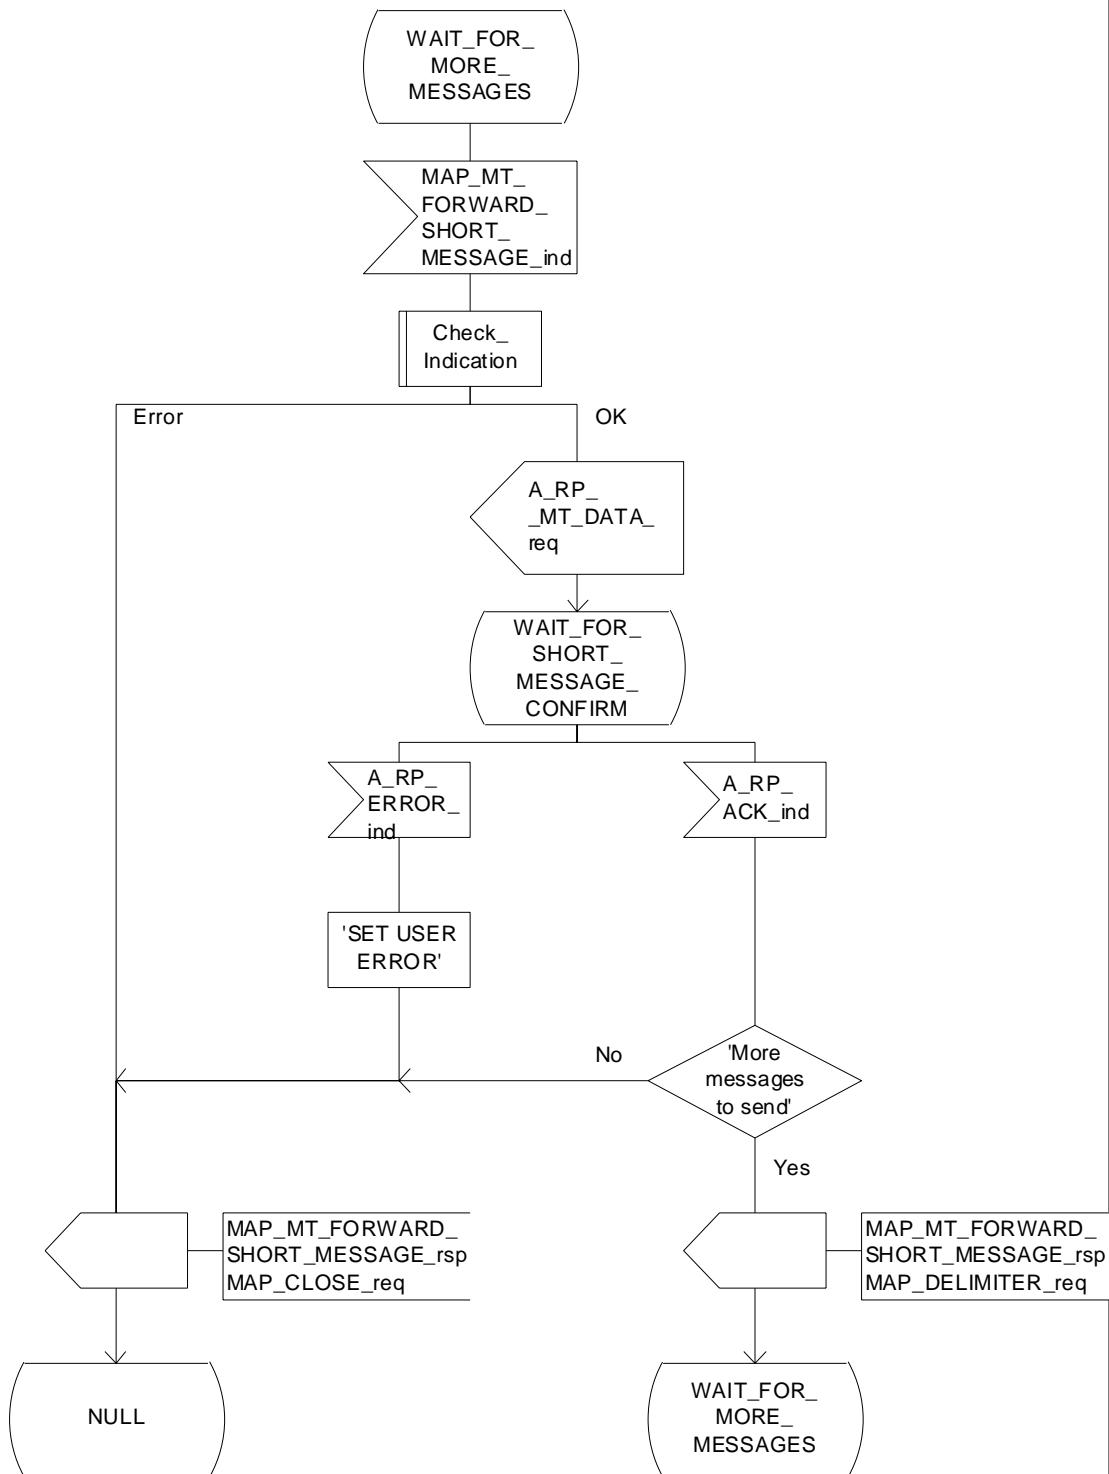 WAIT_FOR_
MORE_
MESSAGES
MAP_MT_
FORWARD_
SHORT_
MESSAGE_ind
Check_
Indication
Error
OK
A_RP_
_MT_DATA_
req
WAIT_FOR_
SHORT_
MESSAGE_
CONFIRM
A_RP_
ERROR_
ind
A_RP_
ACK_ind
'SET USER
ERROR'
No
'More
messages
to send'
Yes
MAP_MT_FORWARD_
SHORT_MESSAGE_rsp
MAP_CLOSE_req
MAP_MT_FORWARD_
SHORT_MESSAGE_rsp
MAP_DELIMITER_req
NULL
WAIT_FOR_
MORE_
MESSAGES